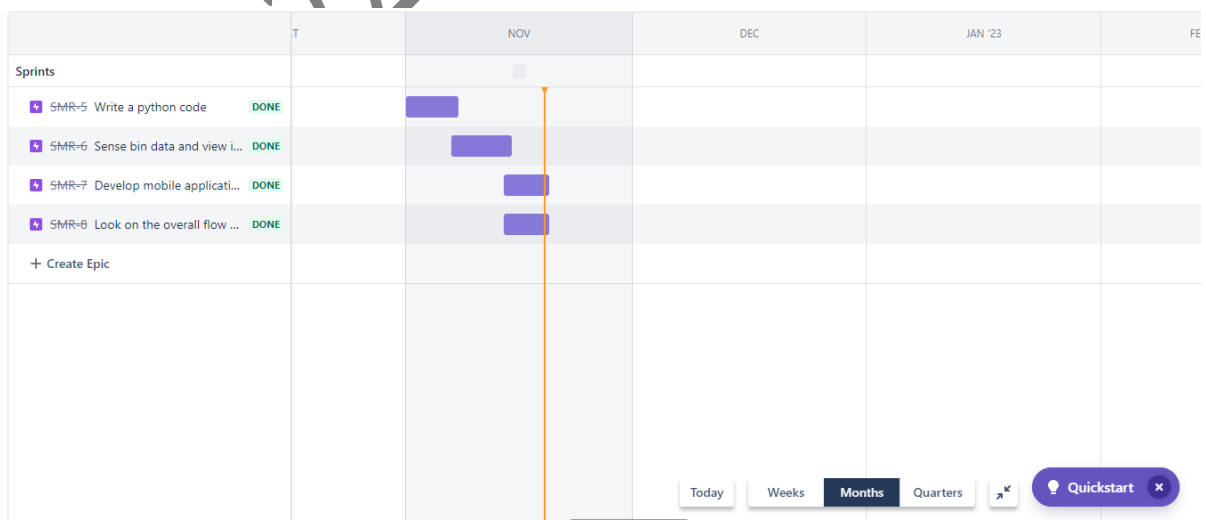 T NOV DEC JAN '23 FE
Sprints
SMR-5 Write a python code DONE
SMR-6 Sense bin data and view i... DONE
SMR-7 Develop mobile applicati... DONE
SMR-8 Look on the overall flow ... DONE
+ Create Epic
Today Weeks Months Quarters Quickstart